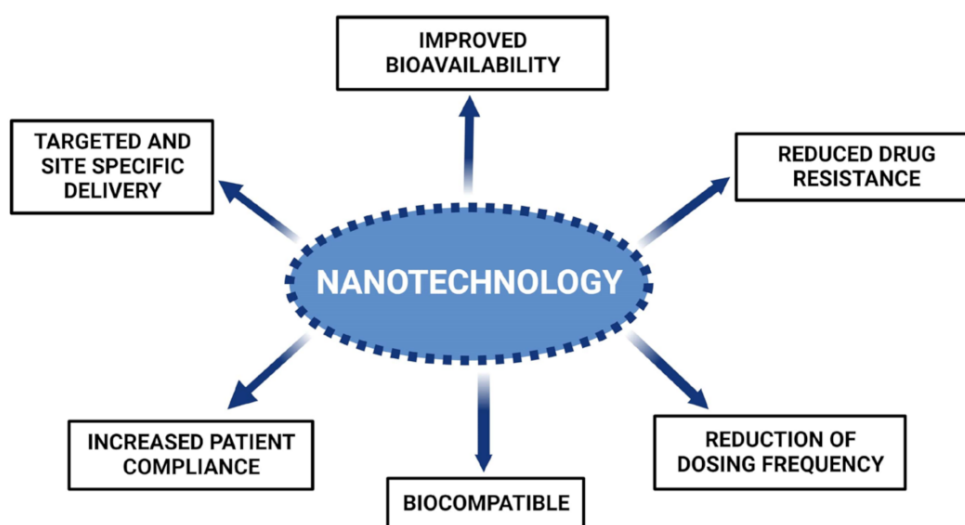 IMPROVED
BIOAVAILABILITY
TARGETED AND
SITE SPECIFIC
DELIVERY
REDUCED DRUG
RESISTANCE
NANOTECHNOLOGY
INCREASED PATIENT
COMPLIANCE
REDUCTION OF
DOSING FREQUENCY
BIOCOMPATIBLE